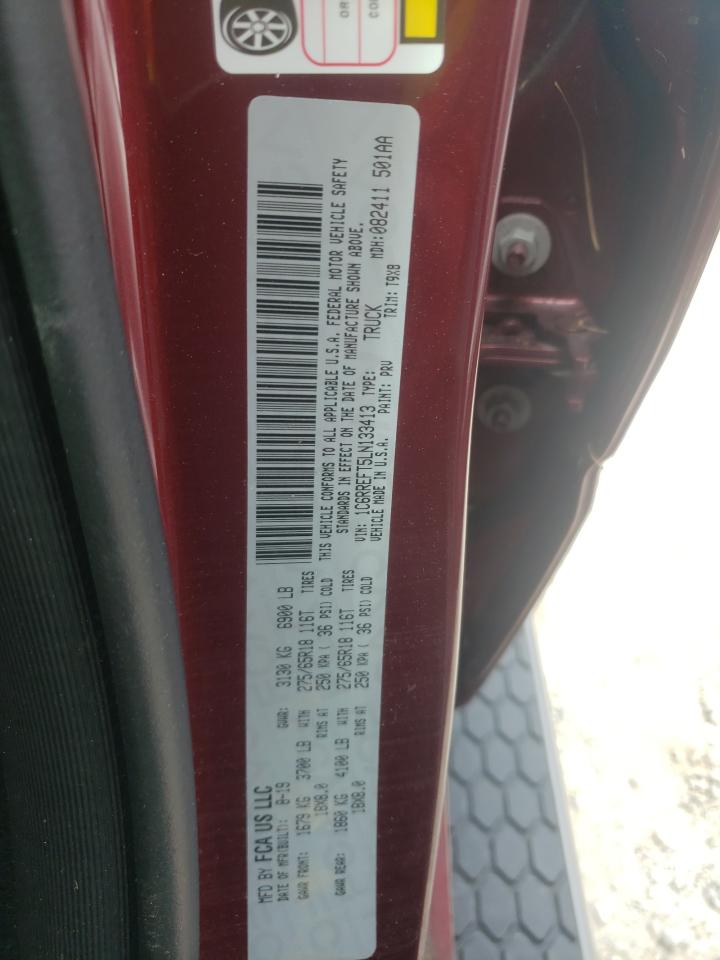 OR
COL
MFD BY FCA US LLC
DATE OF MFR(BUILT): 8-19 GVWR: 3130 KG 6900 LB
GAWR FRONT: 1679 KG 3700 LB WITH 275/65R18 116T TIRES
18X8.0 RIMS AT 250 KPA ( 36 PSI) COLD
GAWR REAR: 1860 KG 4100 LB WITH 275/65R18 116T TIRES
18X8.0 RIMS AT 250 KPA ( 36 PSI) COLD
THIS VEHICLE CONFORMS TO ALL APPLICABLE U.S.A. FEDERAL MOTOR VEHICLE SAFETY
STANDARDS IN EFFECT ON THE DATE OF MANUFACTURE SHOWN ABOVE.
VIN: 1C6RREFT5LN133413 TYPE: TRUCK MDH:082411 501AA
VEHICLE MADE IN U.S.A. PAINT: PRV TRIM: T9X8